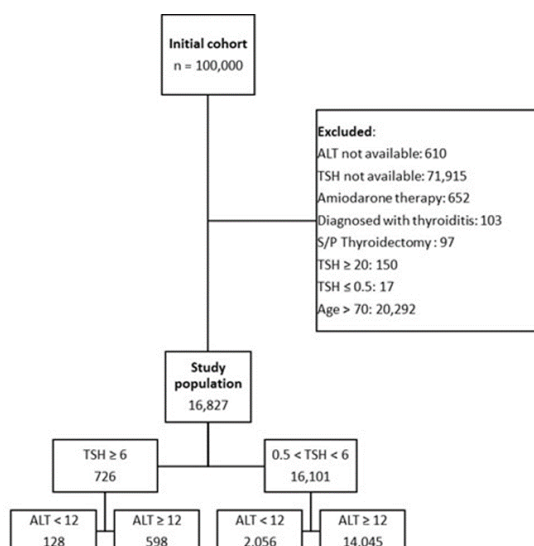 Initial cohort
n = 100,000
Excluded:
ALT not available: 610
TSH not available: 71,915
Amiodarone therapy: 652
Diagnosed with thyroiditis: 103
S/P Thyroidectomy : 97
TSH ≥ 20: 150
TSH ≤ 0.5: 17
Age > 70: 20,292
Study
population
16,827
TSH ≥ 6
726
0.5 < TSH < 6
16,101
ALT < 12
128
ALT ≥ 12
598
ALT < 12
2,056
ALT ≥ 12
14,045